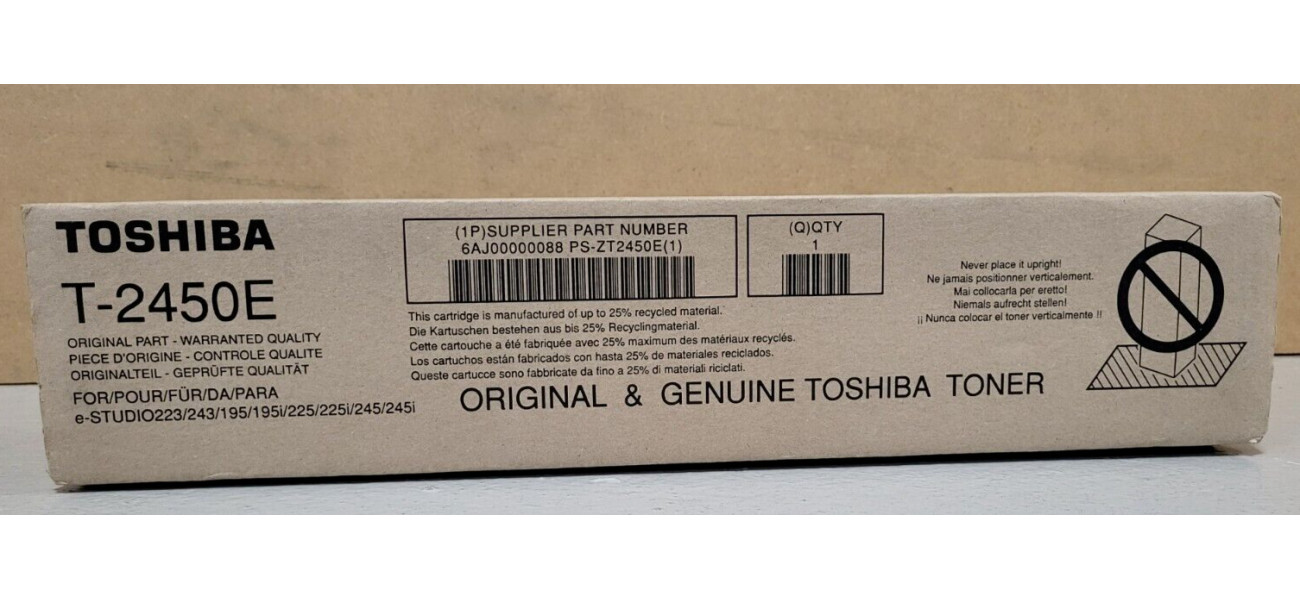 TOSHIBA
T-2450E
ORIGINAL PART - WARRANTED QUALITY
PIECE D'ORIGINE - CONTROLE QUALITE
ORIGINALTEIL - GEPRÜFTE QUALITÄT
FOR/POUR/FÜR/DA/PARA
e-STUDIO223/243/195/195i/225/225i/245/245i
(1P)SUPPLIER PART NUMBER
6AJ00000088 PS-ZT2450E(1)
(Q)QTY
1
This cartridge is manufactured of up to 25% recycled material.
Die Kartuschen bestehen aus bis 25% Recyclingmaterial.
Cette cartouche a été fabriquée avec 25% maximum des matériaux recyclés.
Los cartuchos están fabricados con hasta 25% de materiales reciclados.
Queste cartucce sono fabbricate da fino a 25% di materiali riciclati.
ORIGINAL & GENUINE TOSHIBA TONER
Never place it upright!
Ne jamais positionner verticalement.
Mai collocarla per eretto!
Niemals aufrecht stellen!
¡¡ Nunca colocar el toner verticalmente !!